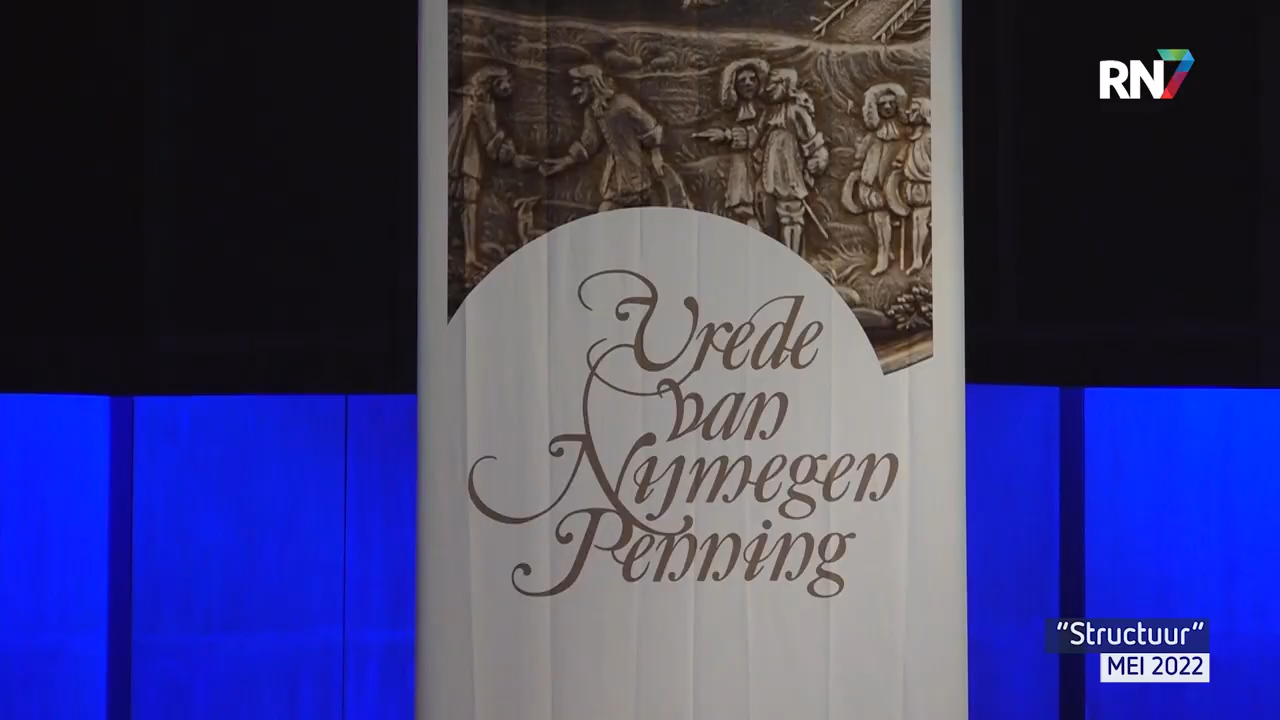 RN7
Vrede
van
Nijmegen
Penning
"Structuur"
MEI 2022